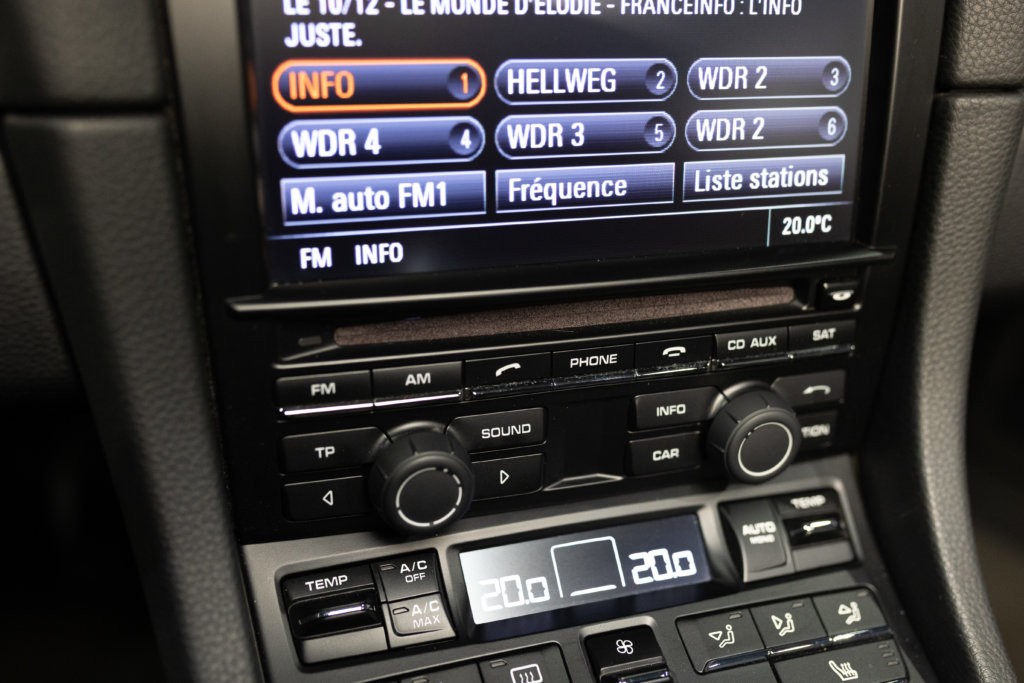 LE 10/12 - LE MONDE D'ELODIE - FRANCEINFO : L'INFO
JUSTE.
INFO 1 HELLWEG 2 WDR 2 3
WDR 4 4 WDR 3 5 WDR 2 6
M. auto FM1 Fréquence Liste stations
FM INFO 20.0°C
FM AM PHONE CD AUX SAT
TP SOUND INFO
CAR
TEMP A/C OFF 20.0 20.0 AUTO MONO TEMP
A/C MAX